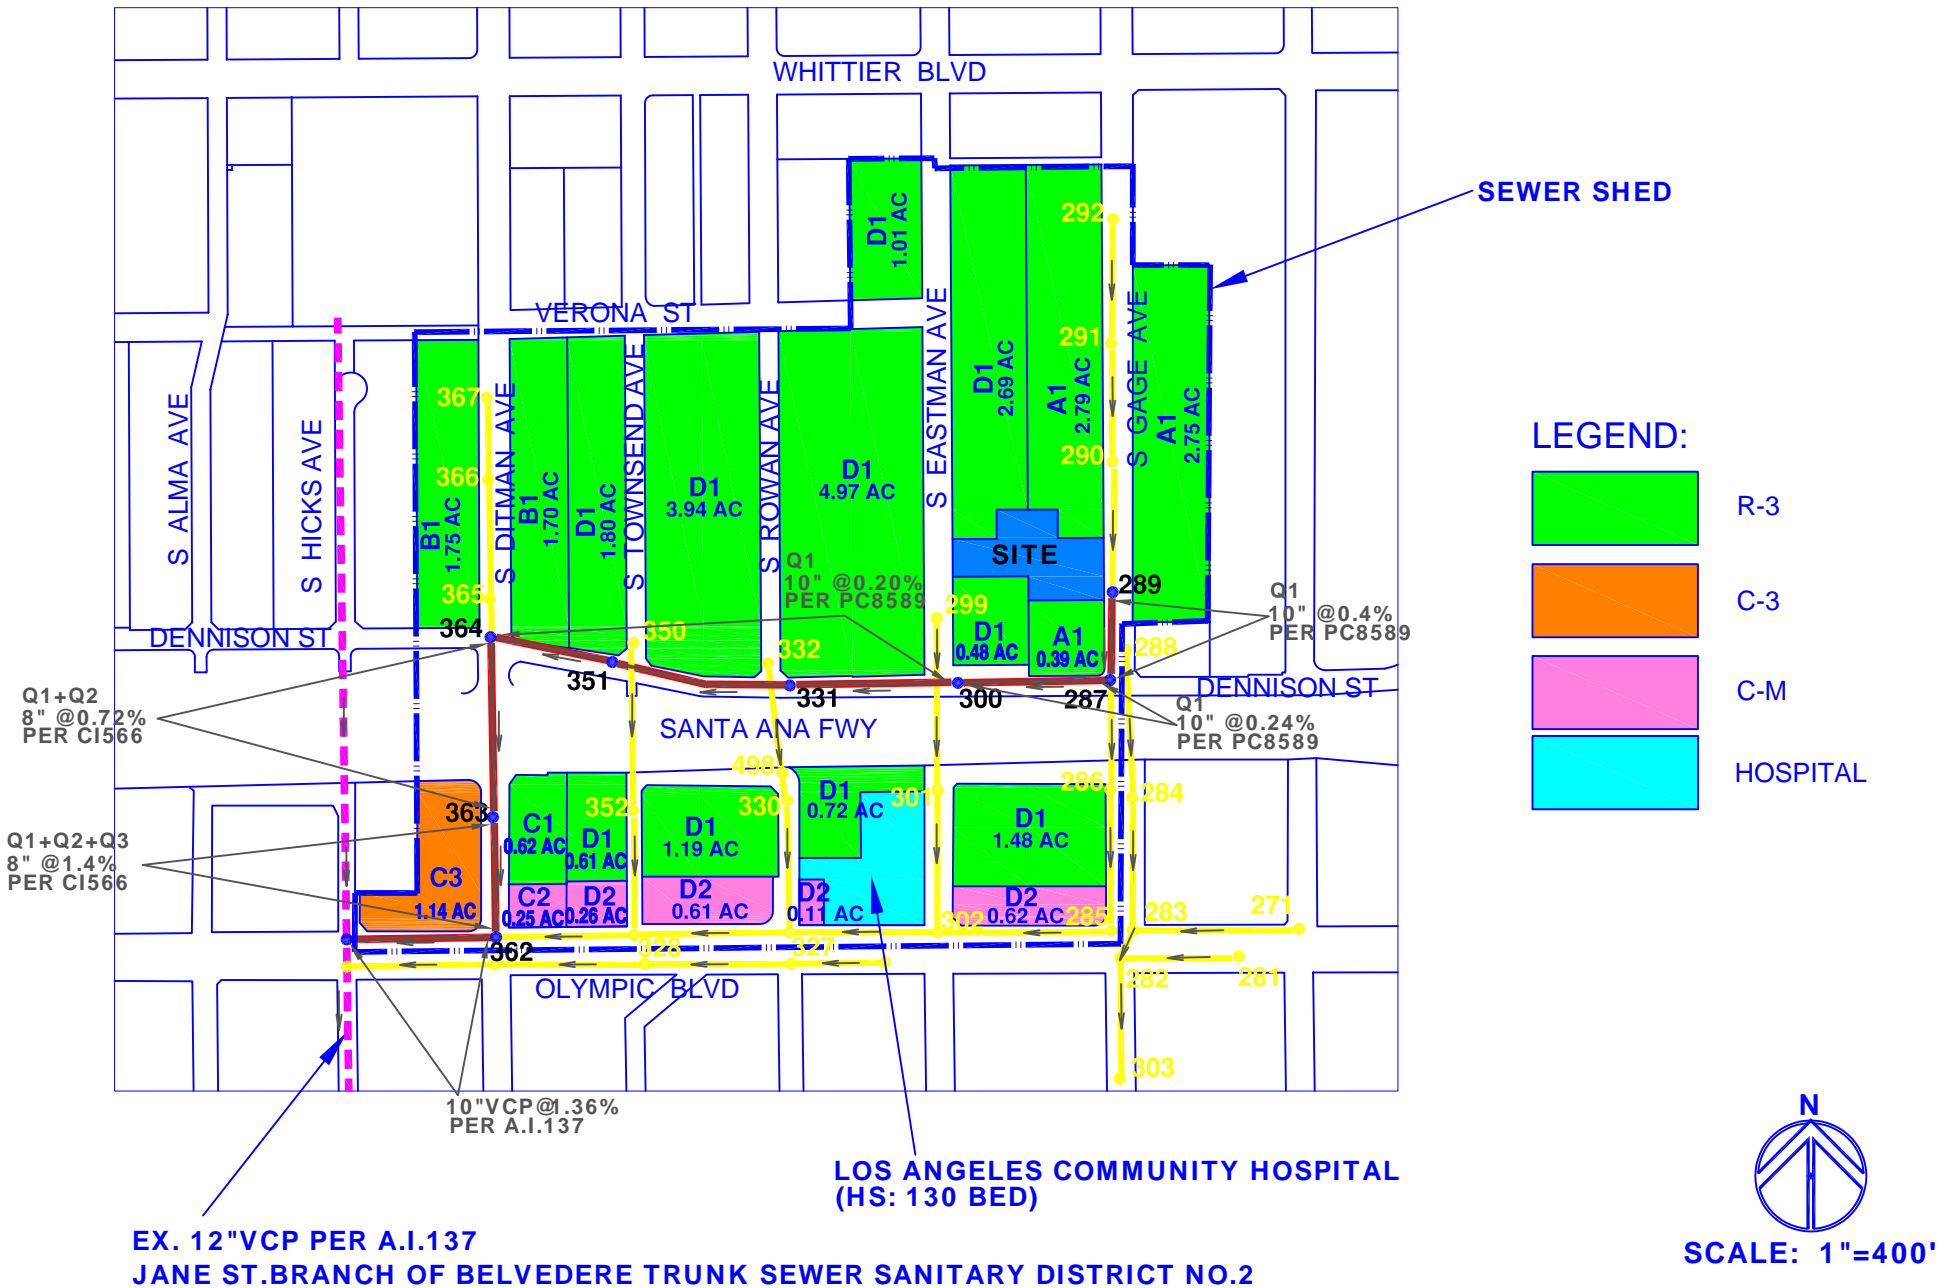 WHITTIER BLVD
SEWER SHED
D1
1.01 AC
292
VERONA ST
291
D1
2.69 AC
A1
2.79 AC
S GAGE AVE
A1
2.75 AC
S EASTMAN AVE
367
366
365
B1
1.75 AC
S DITMAN AVE
B1
1.70 AC
D1
1.80 AC
S TOWNSEND AVE
D1
3.94 AC
S ROWAN AVE
D1
4.97 AC
290
S ALMA AVE
S HICKS AVE
LEGEND:
R-3
C-3
C-M
HOSPITAL
SITE
Q1
10" @0.20%
PER PC8589
289
Q1
10" @0.4%
PER PC8589
299
D1
0.48 AC
A1
0.39 AC
288
DENNISON ST
364
350
332
351
331
300
287
DENNISON ST
Q1
10" @0.24%
PER PC8589
Q1+Q2
8" @0.72%
PER CI566
SANTA ANA FWY
498
286
284
363
352
330
301
Q1+Q2+Q3
8" @1.4%
PER CI566
C3
1.14 AC
C1
0.62 AC
D1
0.61 AC
D1
1.19 AC
D1
0.72 AC
D1
1.48 AC
C2
0.25 AC
D2
0.26 AC
D2
0.61 AC
D2
0.11 AC
D2
0.62 AC
302
285
283
271
362
328
327
282
281
OLYMPIC BLVD
303
10"VCP@1.36%
PER A.I.137
LOS ANGELES COMMUNITY HOSPITAL
(HS: 130 BED)
EX. 12"VCP PER A.I.137
JANE ST.BRANCH OF BELVEDERE TRUNK SEWER SANITARY DISTRICT NO.2
N
SCALE: 1"=400'